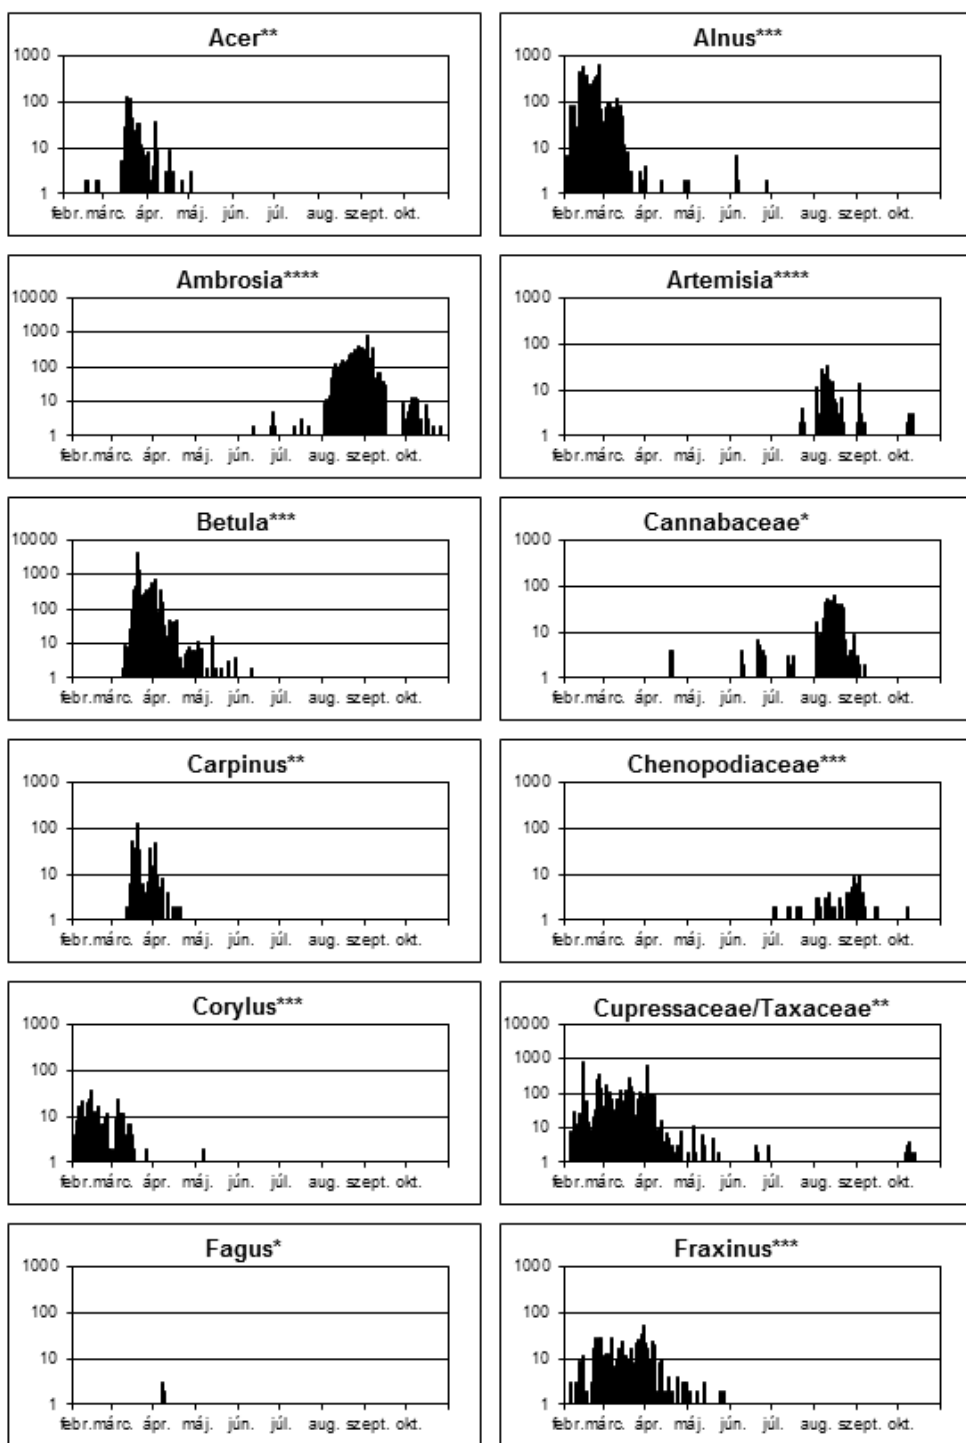 Acer**
1000
100
10
1
febr. márc. ápr. máj. jún. júl. aug. szept. okt.
Alnus***
1000
100
10
1
febr. márc. ápr. máj. jún. júl. aug. szept. okt.
Ambrosia****
10000
1000
100
10
1
febr. márc. ápr. máj. jún. júl. aug. szept. okt.
Artemisia****
1000
100
10
1
febr. márc. ápr. máj. jún. júl. aug. szept. okt.
Betula***
10000
1000
100
10
1
febr. márc. ápr. máj. jún. júl. aug. szept. okt.
Cannabaceae*
1000
100
10
1
febr. márc. ápr. máj. jún. júl. aug. szept. okt.
Carpinus**
1000
100
10
1
febr. márc. ápr. máj. jún. júl. aug. szept. okt.
Chenopodiaceae***
1000
100
10
1
febr. márc. ápr. máj. jún. júl. aug. szept. okt.
Corylus***
1000
100
10
1
febr. márc. ápr. máj. jún. júl. aug. szept. okt.
Cupressaceae/Taxaceae**
10000
1000
100
10
1
febr. márc. ápr. máj. jún. júl. aug. szept. okt.
Fagus*
1000
100
10
1
febr. márc. ápr. máj. jún. júl. aug. szept. okt.
Fraxinus***
1000
100
10
1
febr. márc. ápr. máj. jún. júl. aug. szept. okt.